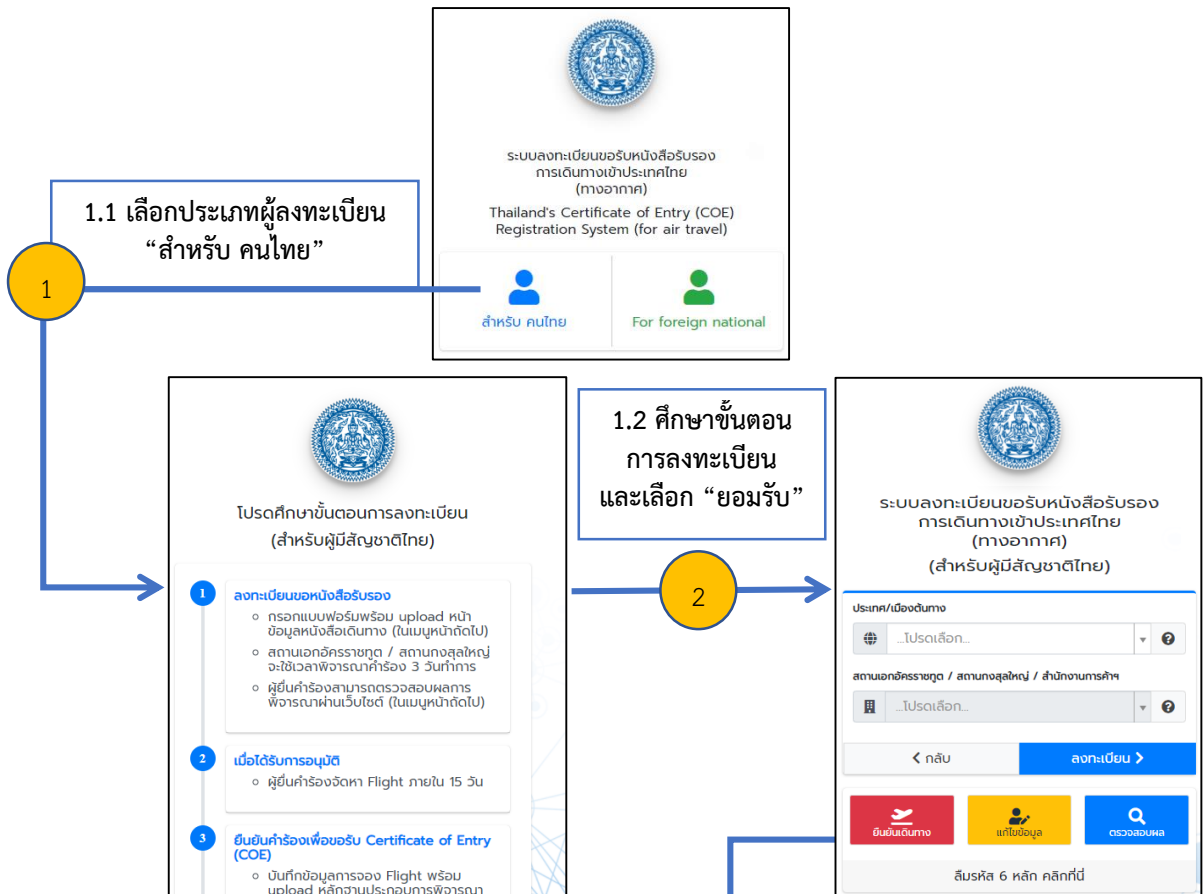 ระบบลงทะเบียนขอรับหนังสือรับรอง
การเดินทางเข้าประเทศไทย
(ทางอากาศ)
Thailand's Certificate of Entry (COE)
Registration System (for air travel)
สำหรับ คนไทย
For foreign national
1.1 เลือกประเภทผู้ลงทะเบียน
“สำหรับ คนไทย”
1
โปรดศึกษาขั้นตอนการลงทะเบียน
(สำหรับผู้มีสัญชาติไทย)
1
ลงทะเบียนขอหนังสือรับรอง
กรอกแบบฟอร์มพร้อม upload หน้า
ข้อมูลหนังสือเดินทาง (ในเมนูหน้าถัดไป)
สถานเอกอัครราชทูต / สถานกงสุลใหญ่
จะใช้เวลาพิจารณาคำร้อง 3 วันทำการ
ผู้ยื่นคำร้องสามารถตรวจสอบผลการ
พิจารณาผ่านเว็บไซต์ (ในเมนูหน้าถัดไป)
2
เมื่อได้รับการอนุมัติ
ผู้ยื่นคำร้องจัดหา Flight ภายใน 15 วัน
3
ยืนยันคำร้องเพื่อขอรับ Certificate of Entry
(COE)
บันทึกข้อมูลการจอง Flight พร้อม
upload หลักฐานประกอบการพิจารณา
1.2 ศึกษาขั้นตอน
การลงทะเบียน
และเลือก “ยอมรับ”
2
ระบบลงทะเบียนขอรับหนังสือรับรอง
การเดินทางเข้าประเทศไทย
(ทางอากาศ)
(สำหรับผู้มีสัญชาติไทย)
ประเทศ/เมืองต้นทาง
...โปรดเลือก...
สถานเอกอัครราชทูต / สถานกงสุลใหญ่ / สำนักงานการค้าฯ
...โปรดเลือก...
กลับ
ลงทะเบียน
ยืนยันเดินทาง
แก้ไขข้อมูล
ตรวจสอบผล
ลืมรหัส 6 หลัก คลิกที่นี่